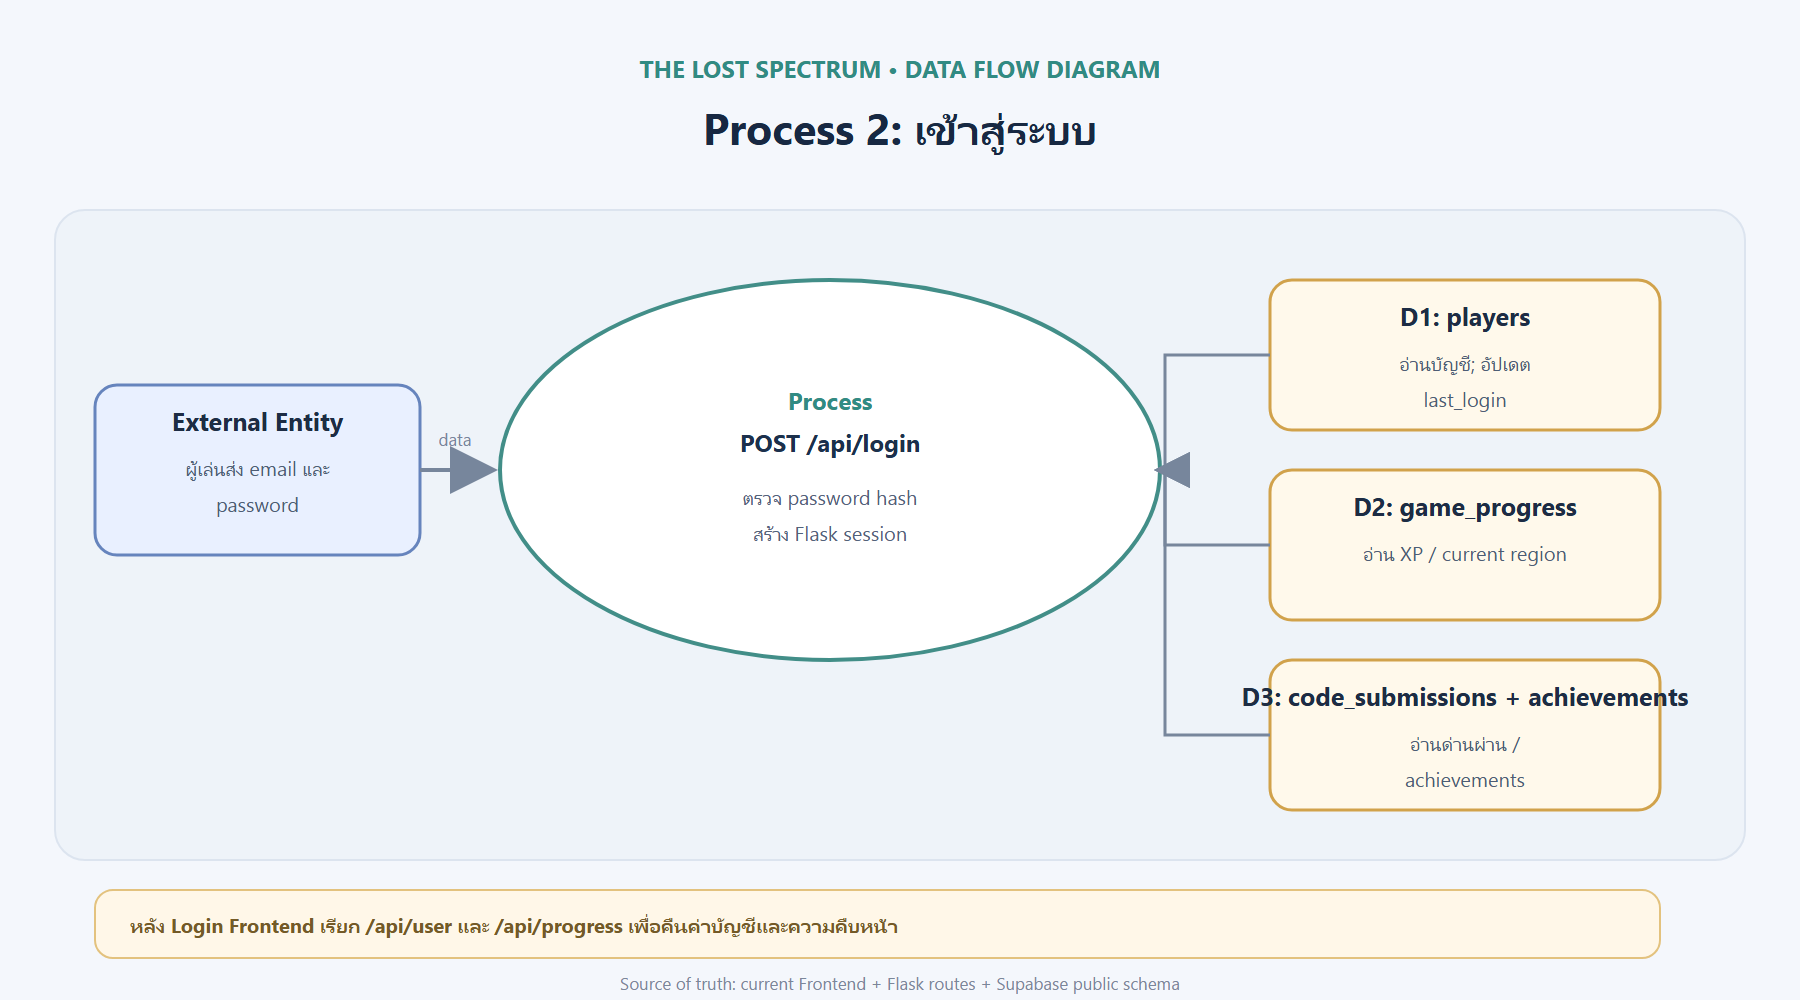 THE LOST SPECTRUM • DATA FLOW DIAGRAM
Process 2: เข้าสู่ระบบ
External Entity
ผู้เล่นส่ง email และ
password
data
Process
POST /api/login
ตรวจ password hash
สร้าง Flask session
D1: players
อ่านบัญชี; อัปเดต
last_login
D2: game_progress
อ่าน XP / current region
D3: code_submissions + achievements
อ่านด่านผ่าน /
achievements
หลัง Login Frontend เรียก /api/user และ /api/progress เพื่อคืนค่าบัญชีและความคืบหน้า
Source of truth: current Frontend + Flask routes + Supabase public schema